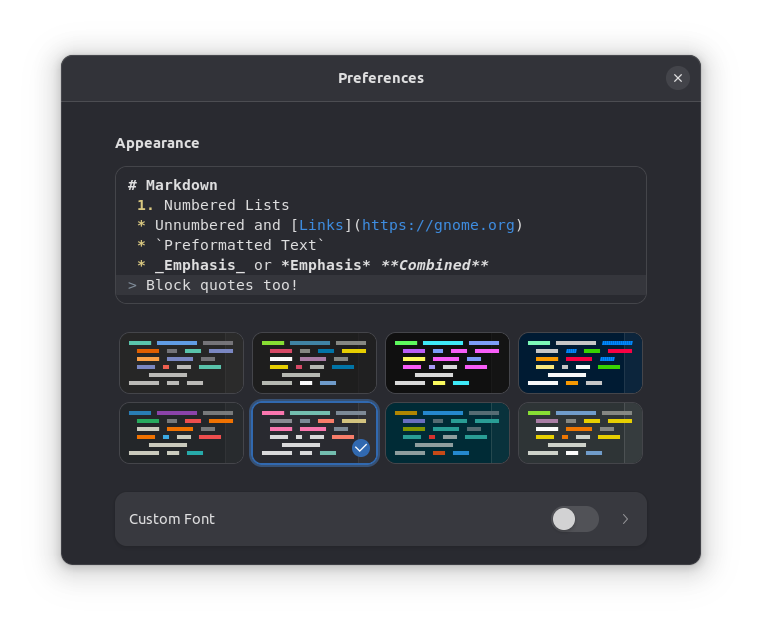 Preferences
Appearance
# Markdown
1. Numbered Lists
* Unnumbered and [Links](https://gnome.org)
* `Preformatted Text`
* _Emphasis_ or *Emphasis* **Combined**
> Block quotes too!
Custom Font